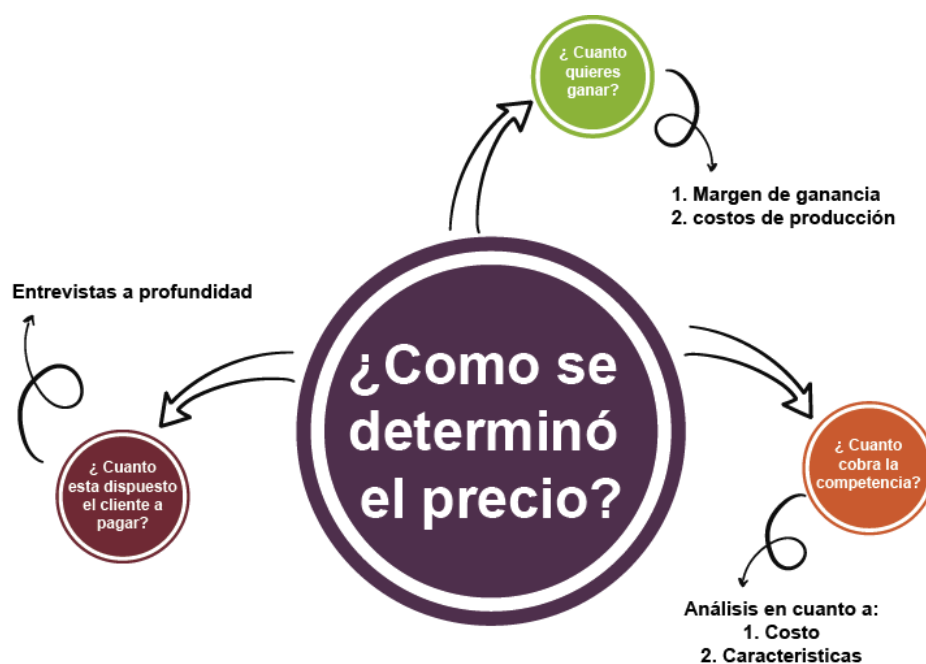 ¿ Cuanto
quieres
ganar?
1. Margen de ganancia
2. costos de producción
Entrevistas a profundidad
¿Como se
determinó
el precio?
¿ Cuanto
esta dispuesto
el cliente a
pagar?
¿ Cuanto
cobra la
competencia?
Análisis en cuanto a:
1. Costo
2. Caracteristicas